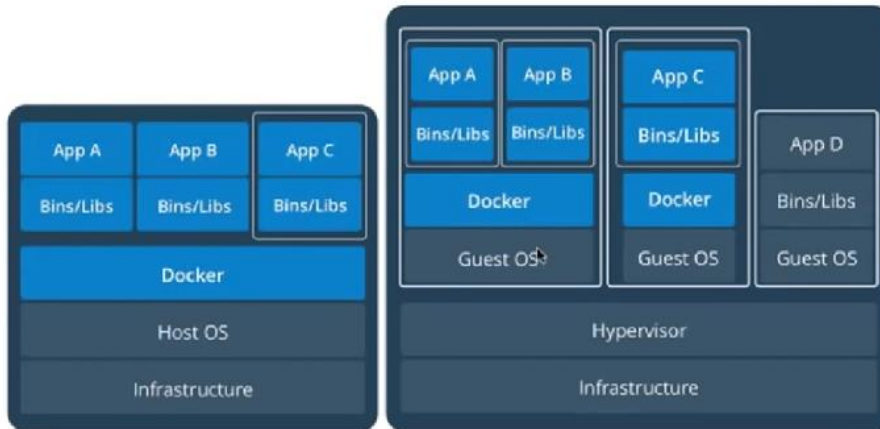 App A
App B
App C
Bins/Libs
Bins/Libs
Bins/Libs
Docker
Host OS
Infrastructure
App A
App B
Bins/Libs
Bins/Libs
Docker
Guest OS
App C
Bins/Libs
Docker
Guest OS
App D
Bins/Libs
Guest OS
Hypervisor
Infrastructure